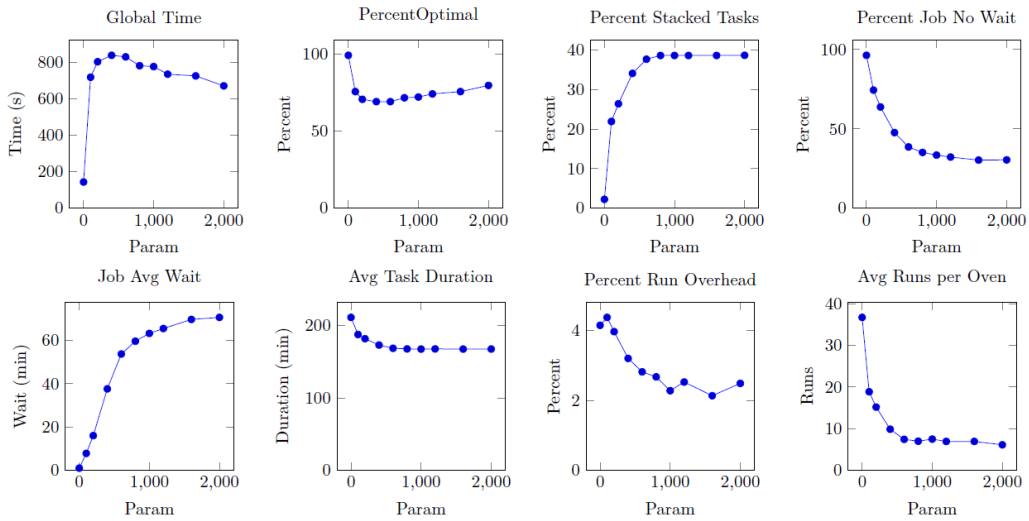 Global Time
800
600
400
200
0
Time (s)
0 1,000 2,000
Param
PercentOptimal
100
50
0
Percent
0 1,000 2,000
Param
Percent Stacked Tasks
40
30
20
10
0
Percent
0 1,000 2,000
Param
Percent Job No Wait
100
50
0
Percent
0 1,000 2,000
Param
Job Avg Wait
60
40
20
0
Wait (min)
0 1,000 2,000
Param
Avg Task Duration
200
100
0
Duration (min)
0 1,000 2,000
Param
Percent Run Overhead
4
2
0
Percent
0 1,000 2,000
Param
Avg Runs per Oven
40
30
20
10
0
Runs
0 1,000 2,000
Param